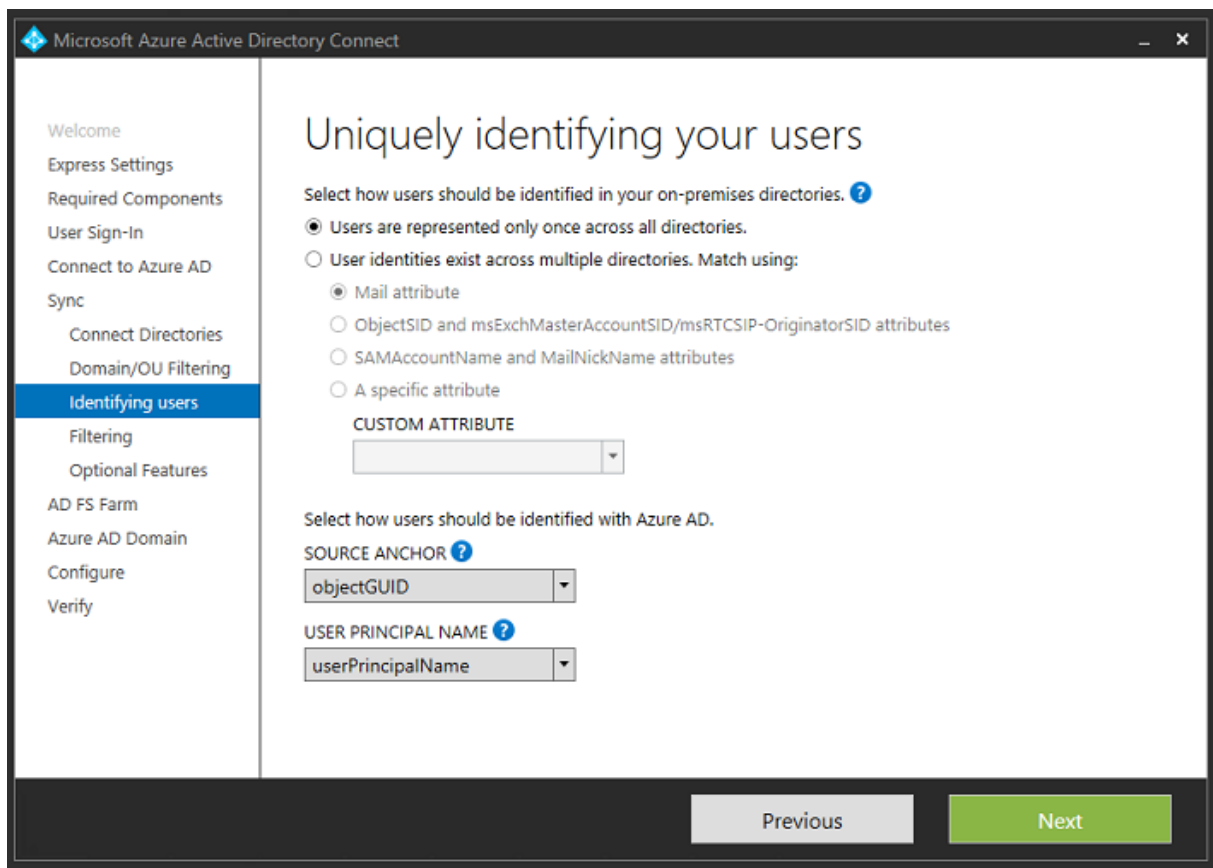 Microsoft Azure Active Directory Connect
Welcome
Express Settings
Required Components
User Sign-In
Connect to Azure AD
Sync
Connect Directories
Domain/OU Filtering
Identifying users
Filtering
Optional Features
AD FS Farm
Azure AD Domain
Configure
Verify
Uniquely identifying your users
Select how users should be identified in your on-premises directories. ?
Users are represented only once across all directories.
User identities exist across multiple directories. Match using:
Mail attribute
ObjectSID and msExchMasterAccountSID/msRTCSIP-OriginatorSID attributes
SAMAccountName and MailNickName attributes
A specific attribute
CUSTOM ATTRIBUTE
Select how users should be identified with Azure AD.
SOURCE ANCHOR ?
objectGUID
USER PRINCIPAL NAME ?
userPrincipalName
Previous
Next